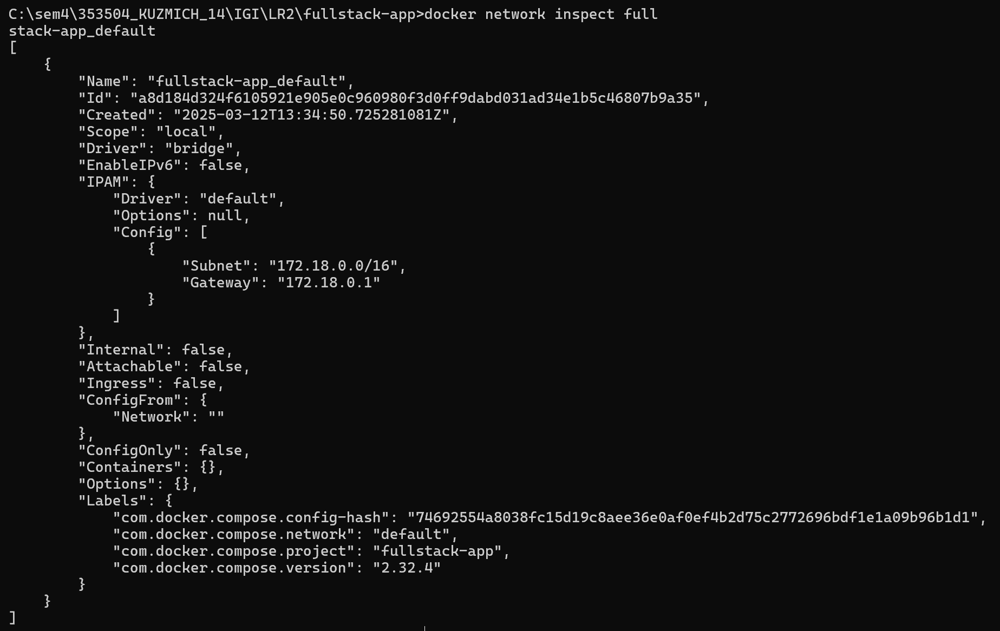 C:\sem4\353504_KUZMICH_14\IGI\LR2\fullstack-app>docker network inspect full
stack-app_default
[
    {
        "Name": "fullstack-app_default",
        "Id": "a8d184d324f6105921e905e0c960980f3d0ff9dabd031ad34e1b5c46807b9a35",
        "Created": "2025-03-12T13:34:50.725281081Z",
        "Scope": "local",
        "Driver": "bridge",
        "EnableIPv6": false,
        "IPAM": {
            "Driver": "default",
            "Options": null,
            "Config": [
                {
                    "Subnet": "172.18.0.0/16",
                    "Gateway": "172.18.0.1"
                }
            ]
        },
        "Internal": false,
        "Attachable": false,
        "Ingress": false,
        "ConfigFrom": {
            "Network": ""
        },
        "ConfigOnly": false,
        "Containers": {},
        "Options": {},
        "Labels": {
            "com.docker.compose.config-hash": "74692554a8038fc15d19c8aee36e0af0ef4b2d75c2772696bdf1e1a09b96b1d1",
            "com.docker.compose.network": "default",
            "com.docker.compose.project": "fullstack-app",
            "com.docker.compose.version": "2.32.4"
        }
    }
]